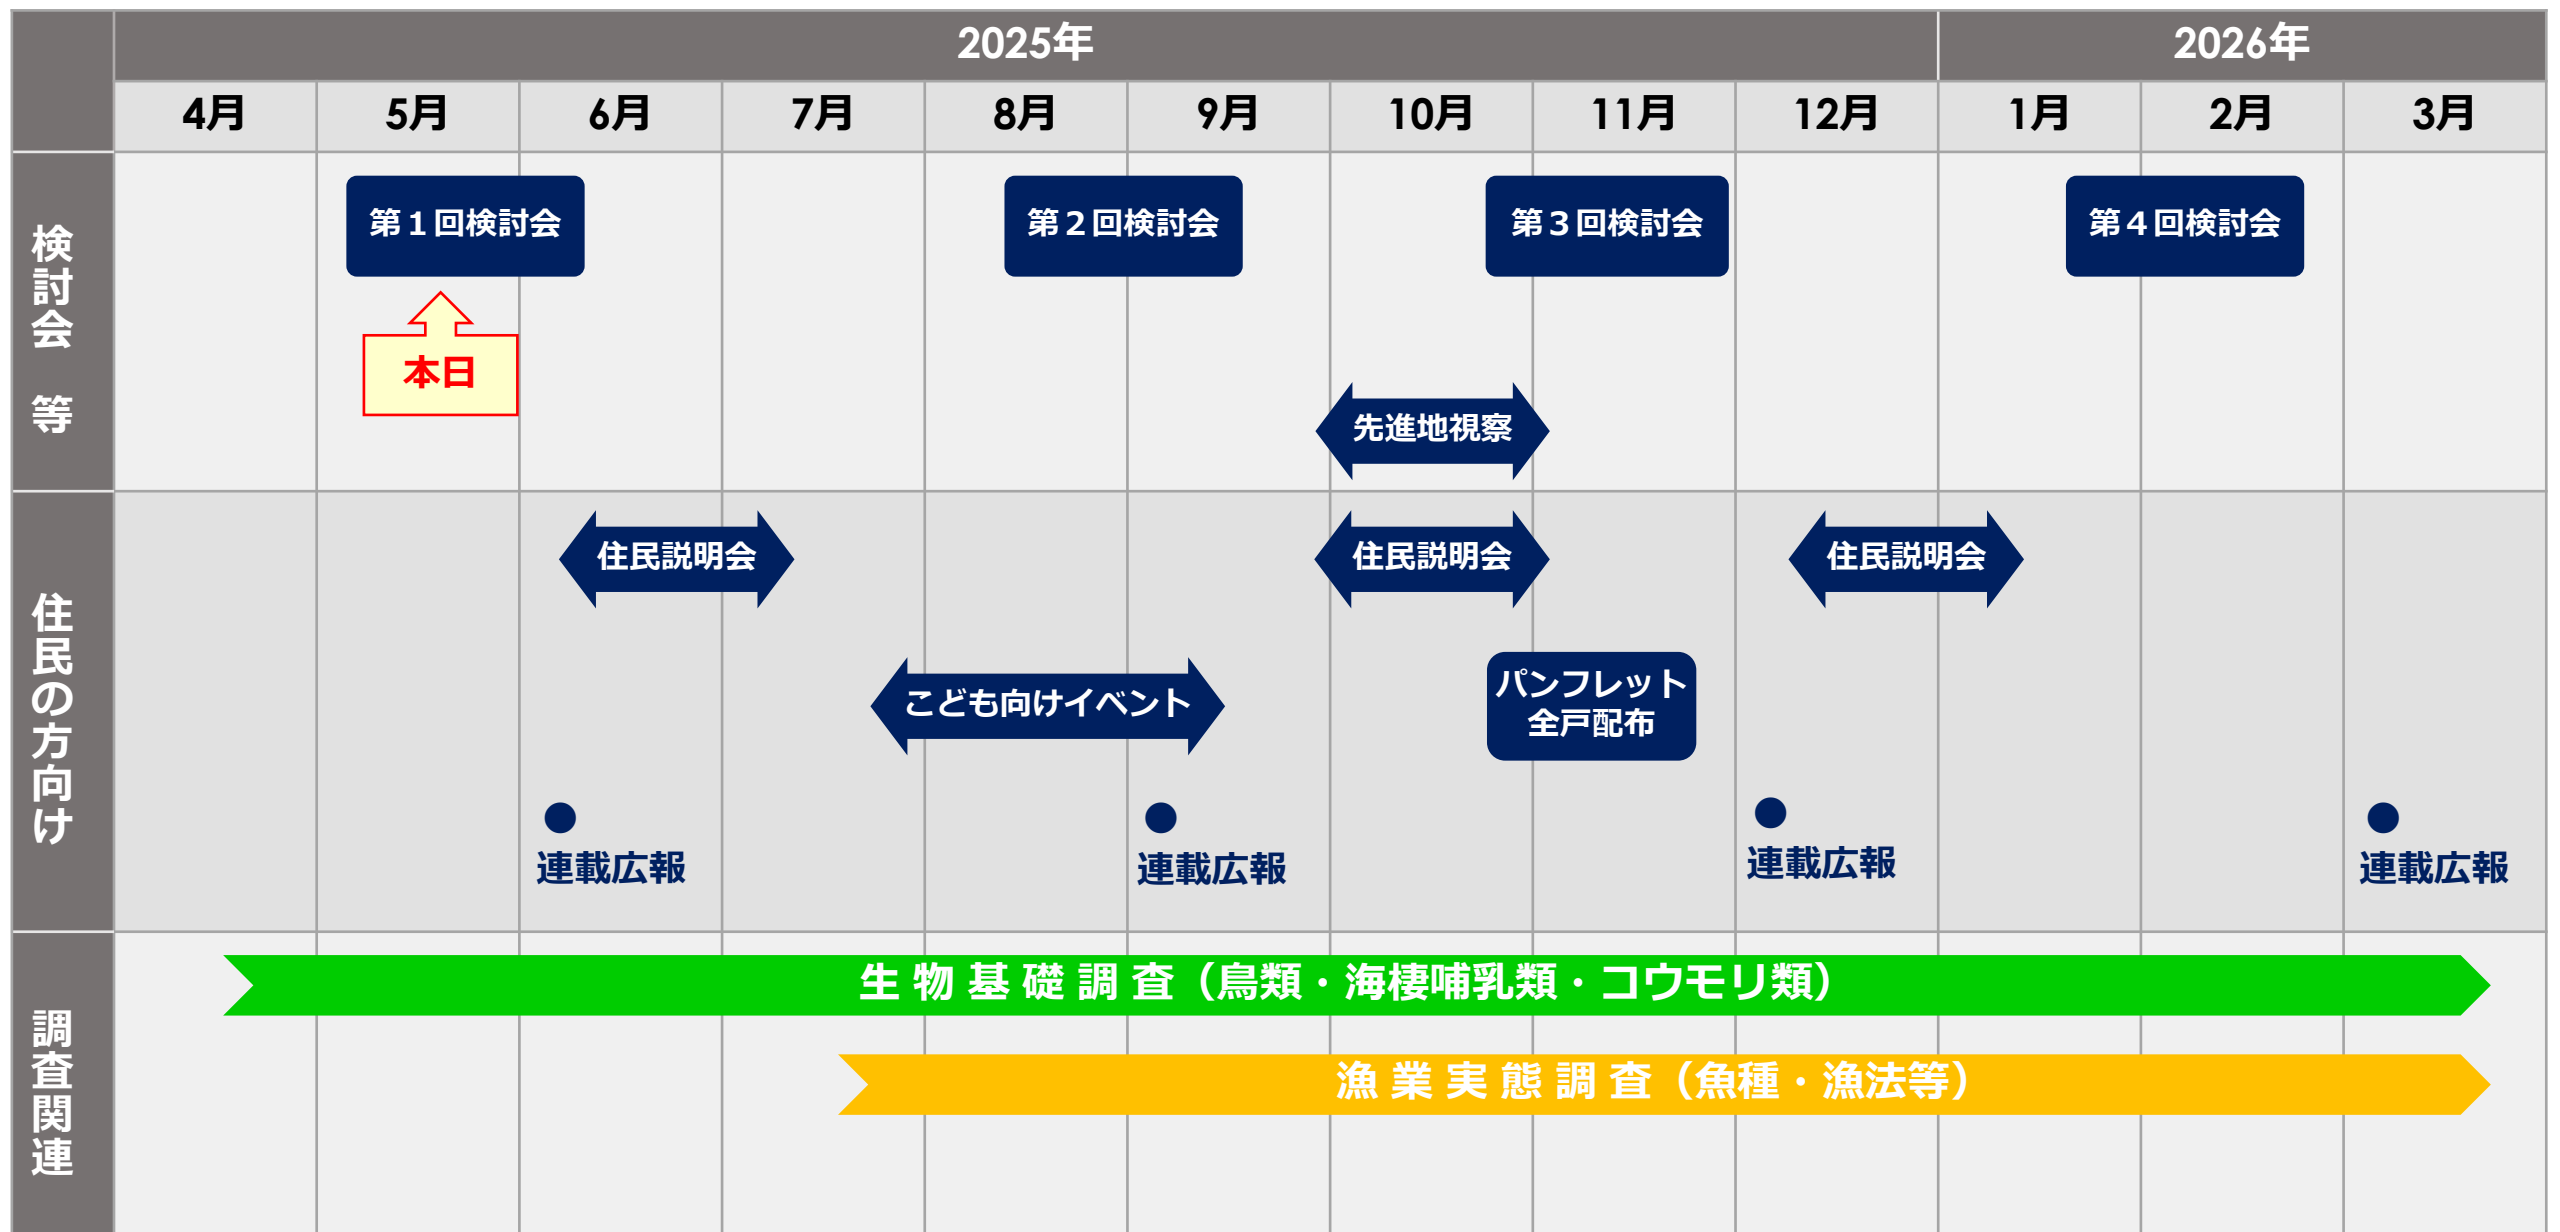 2025年
2026年
4月
5月
6月
7月
8月
9月
10月
11月
12月
1月
2月
3月
検討会　等
第１回検討会
第２回検討会
第３回検討会
第４回検討会
本日
先進地視察
住民の方向け
住民説明会
住民説明会
住民説明会
こども向けイベント
パンフレット
全戸配布
連載広報
連載広報
連載広報
連載広報
調査関連
生 物 基 礎 調 査（鳥類・海棲哺乳類・コウモリ類）
漁 業 実 態 調 査（魚種・漁法等）